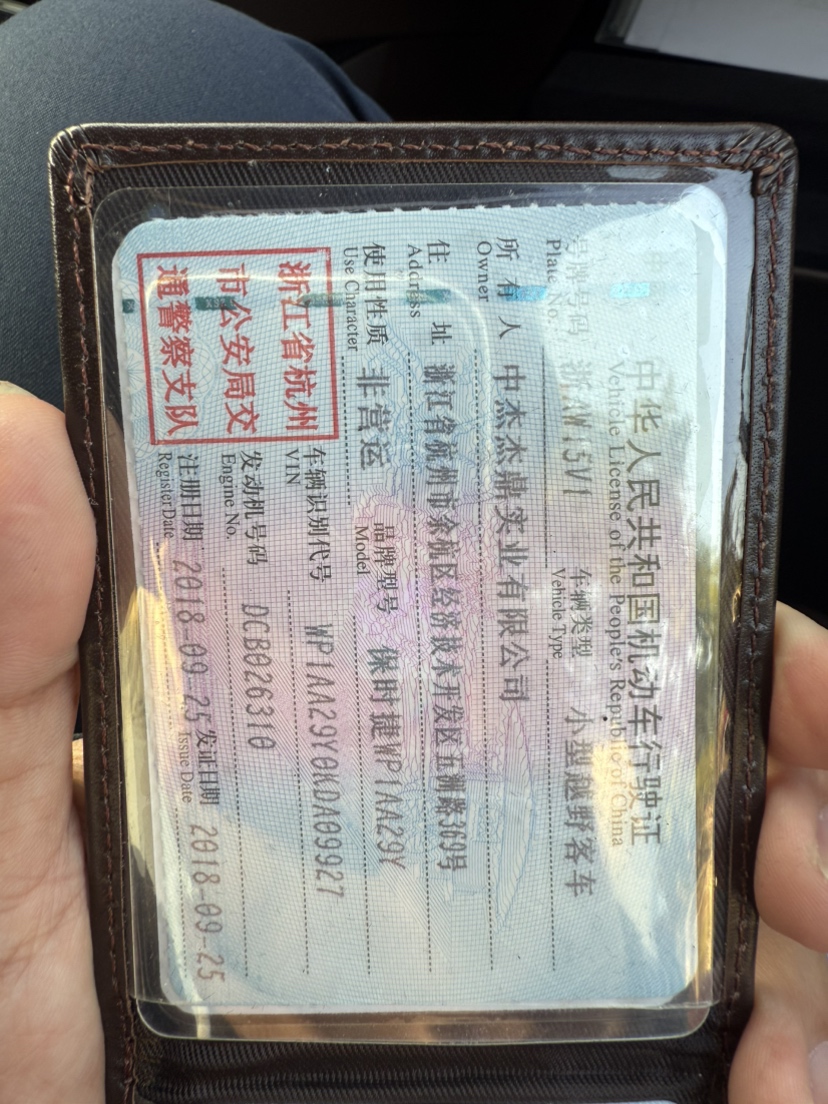 中华人民共和国机动车行驶证
Vehicle License of the People's Republic of China
号牌号码 车辆类型 小型越野客车
Plate No. Vehicle Type
所有人 中杰杰鼎实业有限公司
Owner
住址 浙江省杭州市余杭区经济技术开发区五洲路369号
Address
使用性质 非营运 品牌型号 保时捷WP1AA29Y
Use Character Model
浙江省杭州
市公安局交
通警察支队
车辆识别代号 WP1AA29Y0KDA09927
VIN
发动机号码 DCB026310
Engine No.
注册日期 2018-09-25 发证日期 2018-09-25
Register Date Issue Date